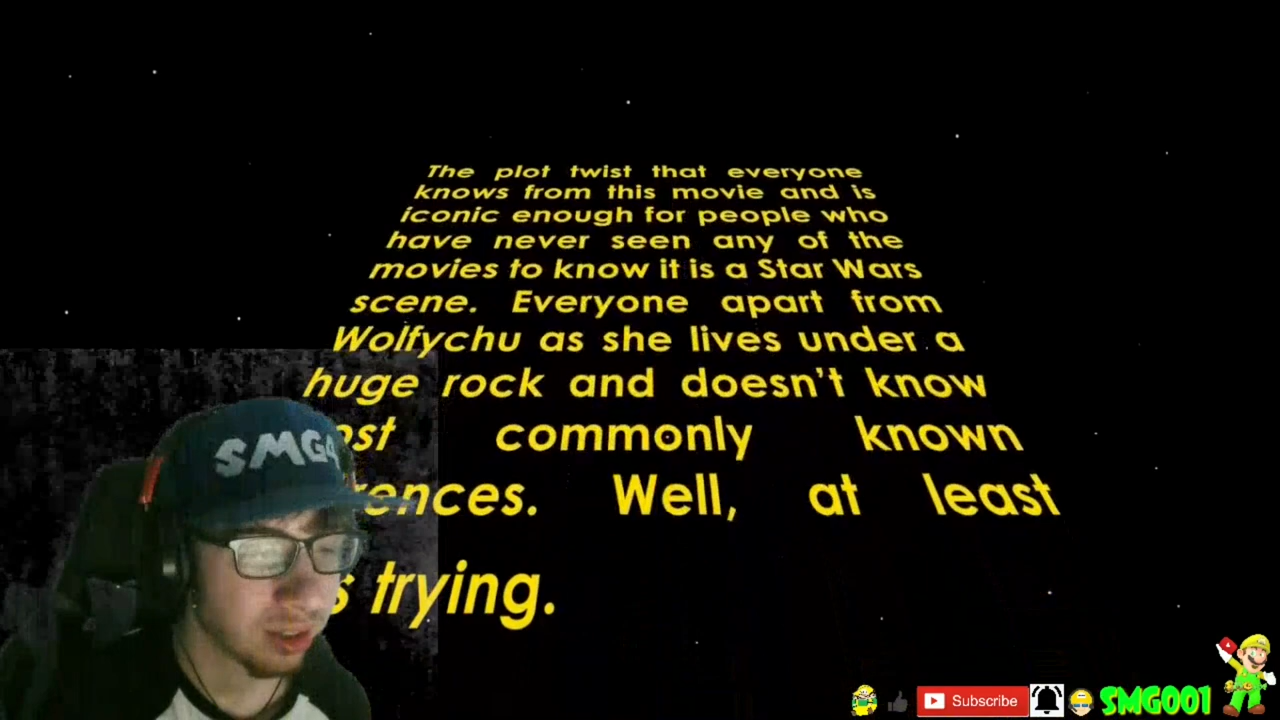 The plot twist that everyone
knows from this movie and is
iconic enough for people who
have never seen any of the
movies to know it is a Star Wars
scene. Everyone apart from
Wolfychu as she lives under a
huge rock and doesn't know
commonly known
Well, at least
trying.
SMG4
Subscribe
SMG001